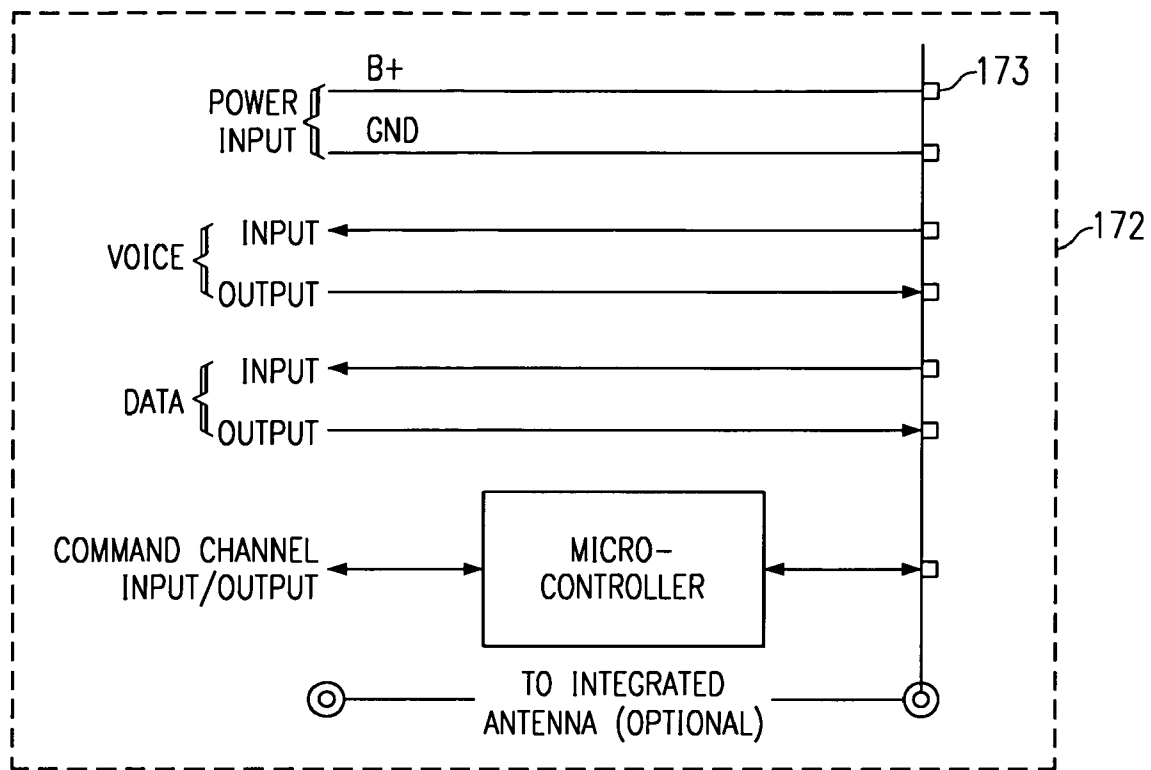 B+
173
POWER
INPUT
GND
172
INPUT
VOICE
OUTPUT
INPUT
DATA
OUTPUT
COMMAND CHANNEL
INPUT/OUTPUT
MICRO-
CONTROLLER
TO INTEGRATED
ANTENNA (OPTIONAL)